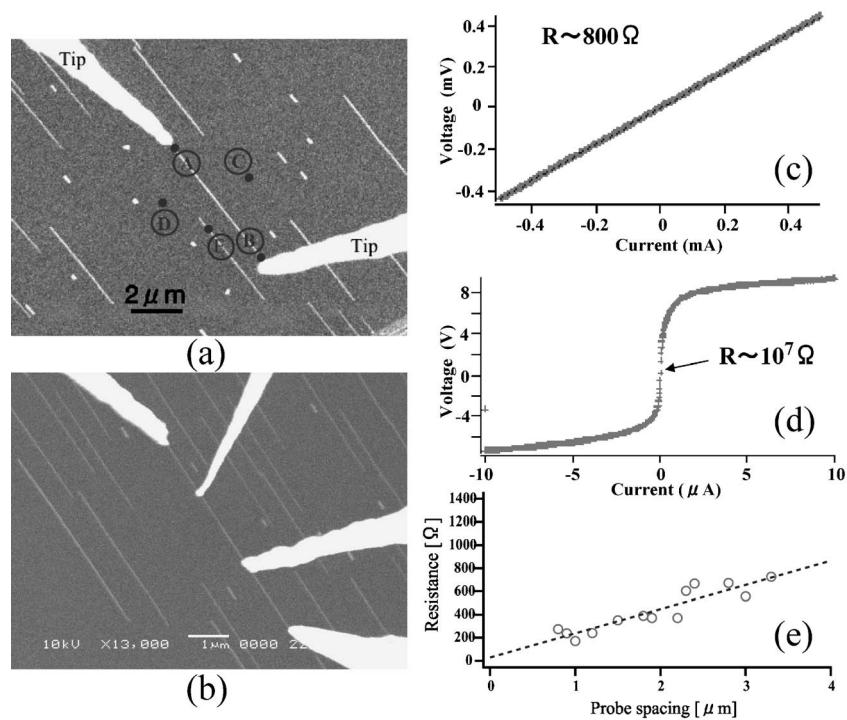 Tip
A
C
D
E
B
Tip
2 μm
(a)
10kV X13,000 1μm 0000 22
(b)
0.4
0.2
0
-0.2
-0.4
Voltage (mV)
R～800Ω
(c)
-0.4 -0.2 0 0.2 0.4
Current (mA)
8
4
0
-4
Voltage (V)
R～10⁷Ω
(d)
-10 -5 0 5 10
Current (μA)
1400
1200
1000
800
600
400
200
0
Resistance [Ω]
(e)
0 1 2 3 4
Probe spacing [μm]